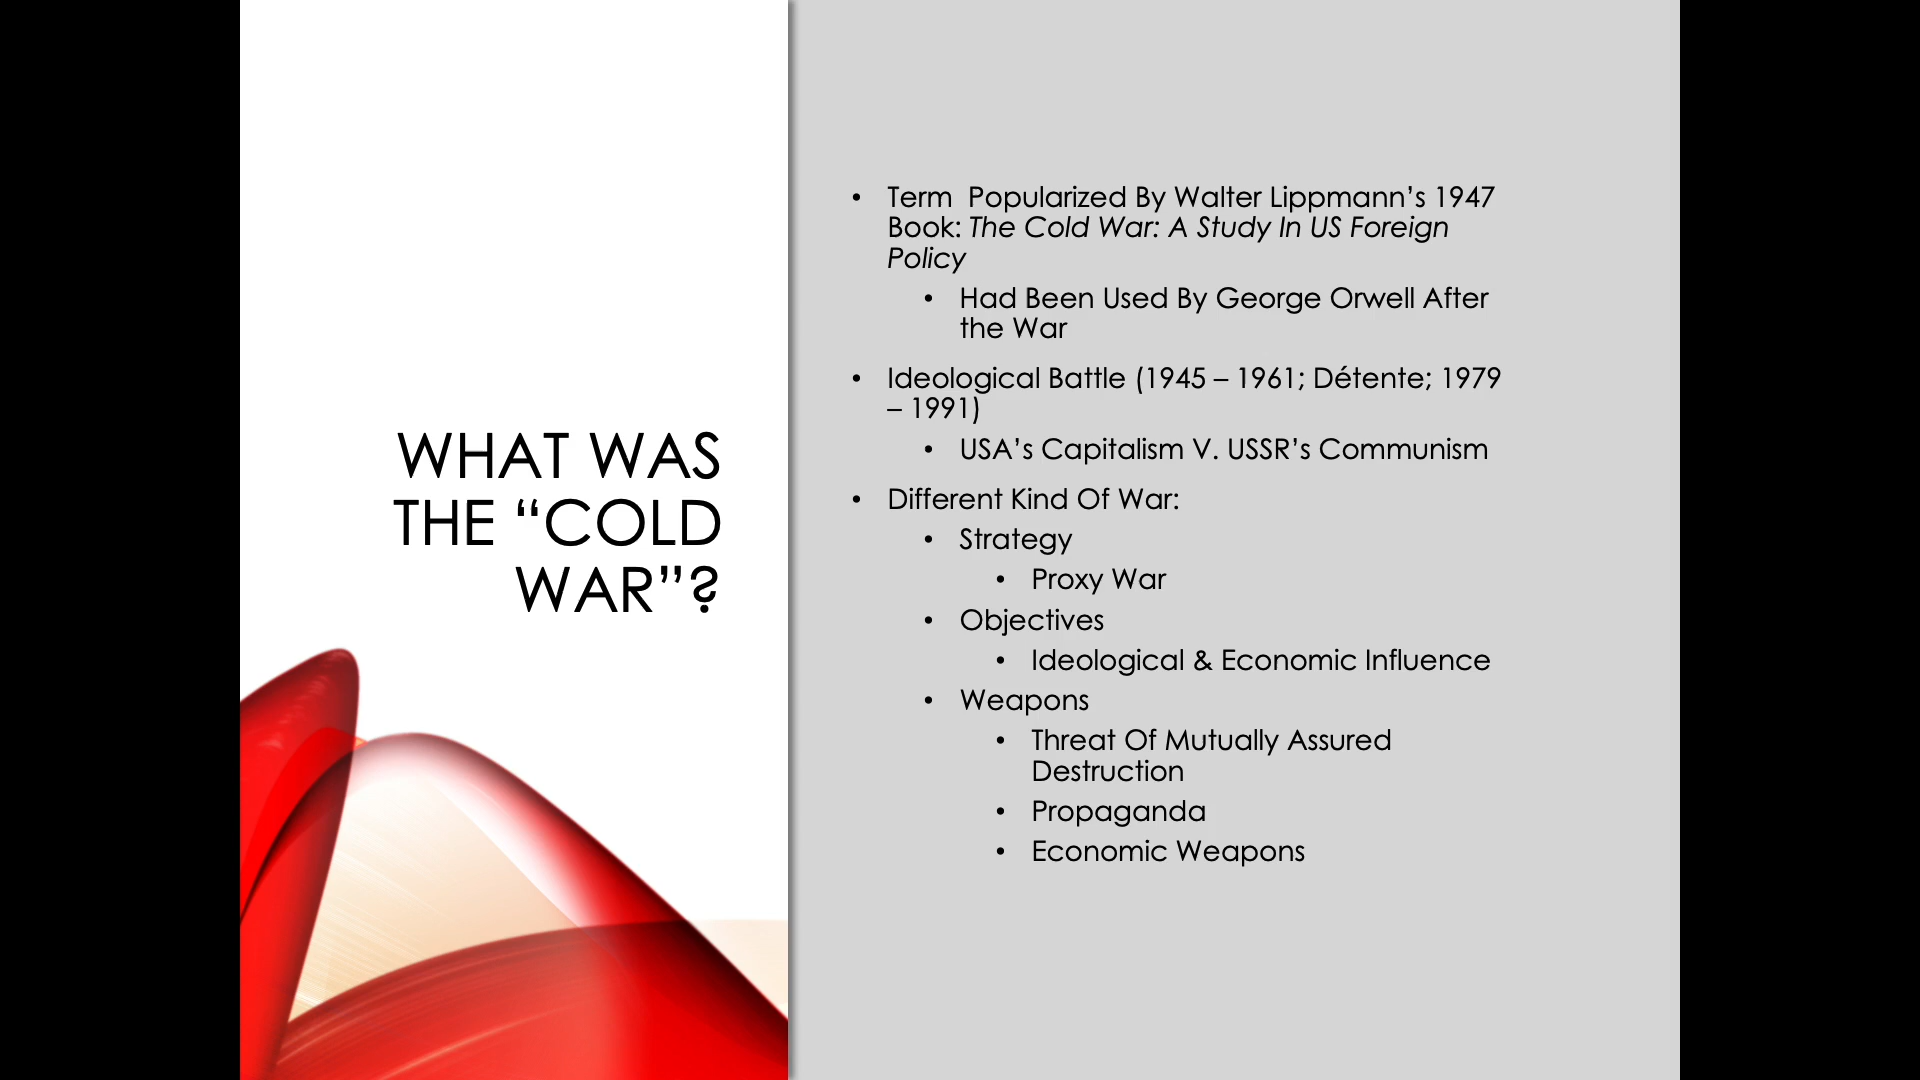 WHAT WAS
THE “COLD
WAR”?
• Term  Popularized By Walter Lippmann’s 1947
Book: The Cold War: A Study In US Foreign
Policy
• Had Been Used By George Orwell After
the War
• Ideological Battle (1945 – 1961; Détente; 1979
– 1991)
• USA’s Capitalism V. USSR’s Communism
• Different Kind Of War:
• Strategy
• Proxy War
• Objectives
• Ideological & Economic Influence
• Weapons
• Threat Of Mutually Assured
Destruction
• Propaganda
• Economic Weapons